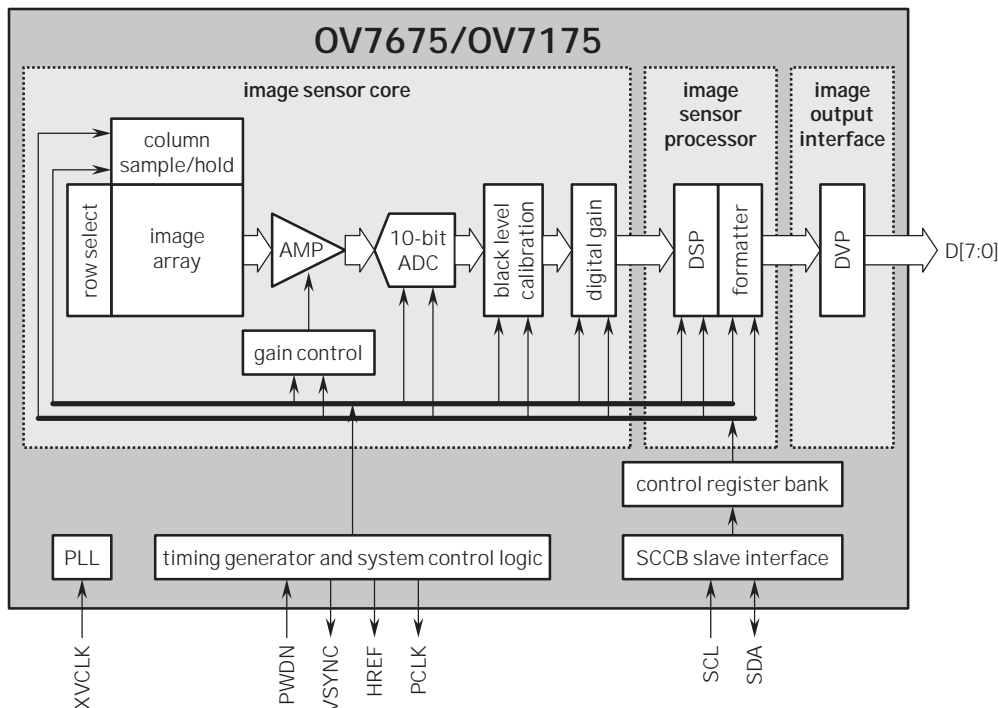 OV7675/OV7175
image sensor core
image
sensor
processor
image
output
interface
column
sample/hold
row select
image
array
AMP
10-bit
ADC
black level
calibration
digital gain
DSP
formatter
DVP
D[7:0]
gain control
control register bank
PLL
timing generator and system control logic
SCCB slave interface
XVCLK
PWDN
VSYNC
HREF
PCLK
SCL
SDA